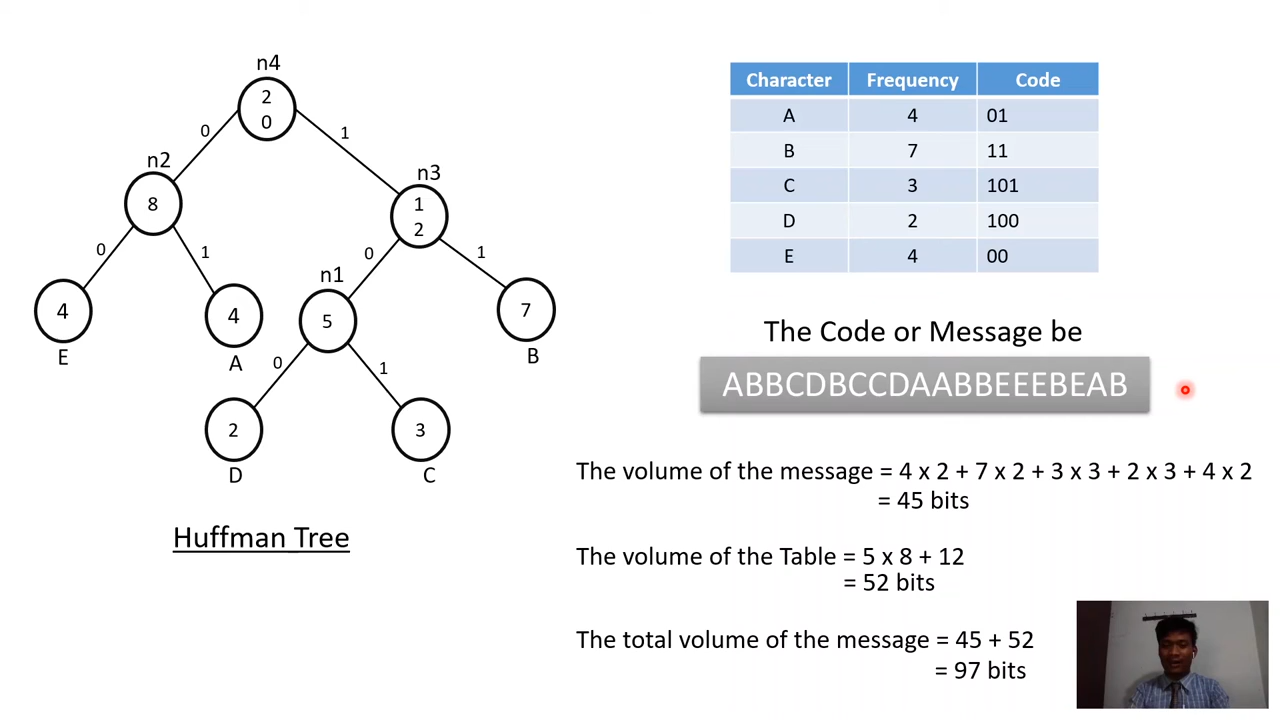 n4
2
0
0
1
n2
n3
8
1
2
0
1
0
1
n1
4
4
5
7
E
A
0
1
B
2
3
D
C
Huffman Tree
Character Frequency Code
A 4 01
B 7 11
C 3 101
D 2 100
E 4 00
The Code or Message be
ABBCDBCCDAABBEEEBEAB
The volume of the message = 4 x 2 + 7 x 2 + 3 x 3 + 2 x 3 + 4 x 2
= 45 bits
The volume of the Table = 5 x 8 + 12
= 52 bits
The total volume of the message = 45 + 52
= 97 bits